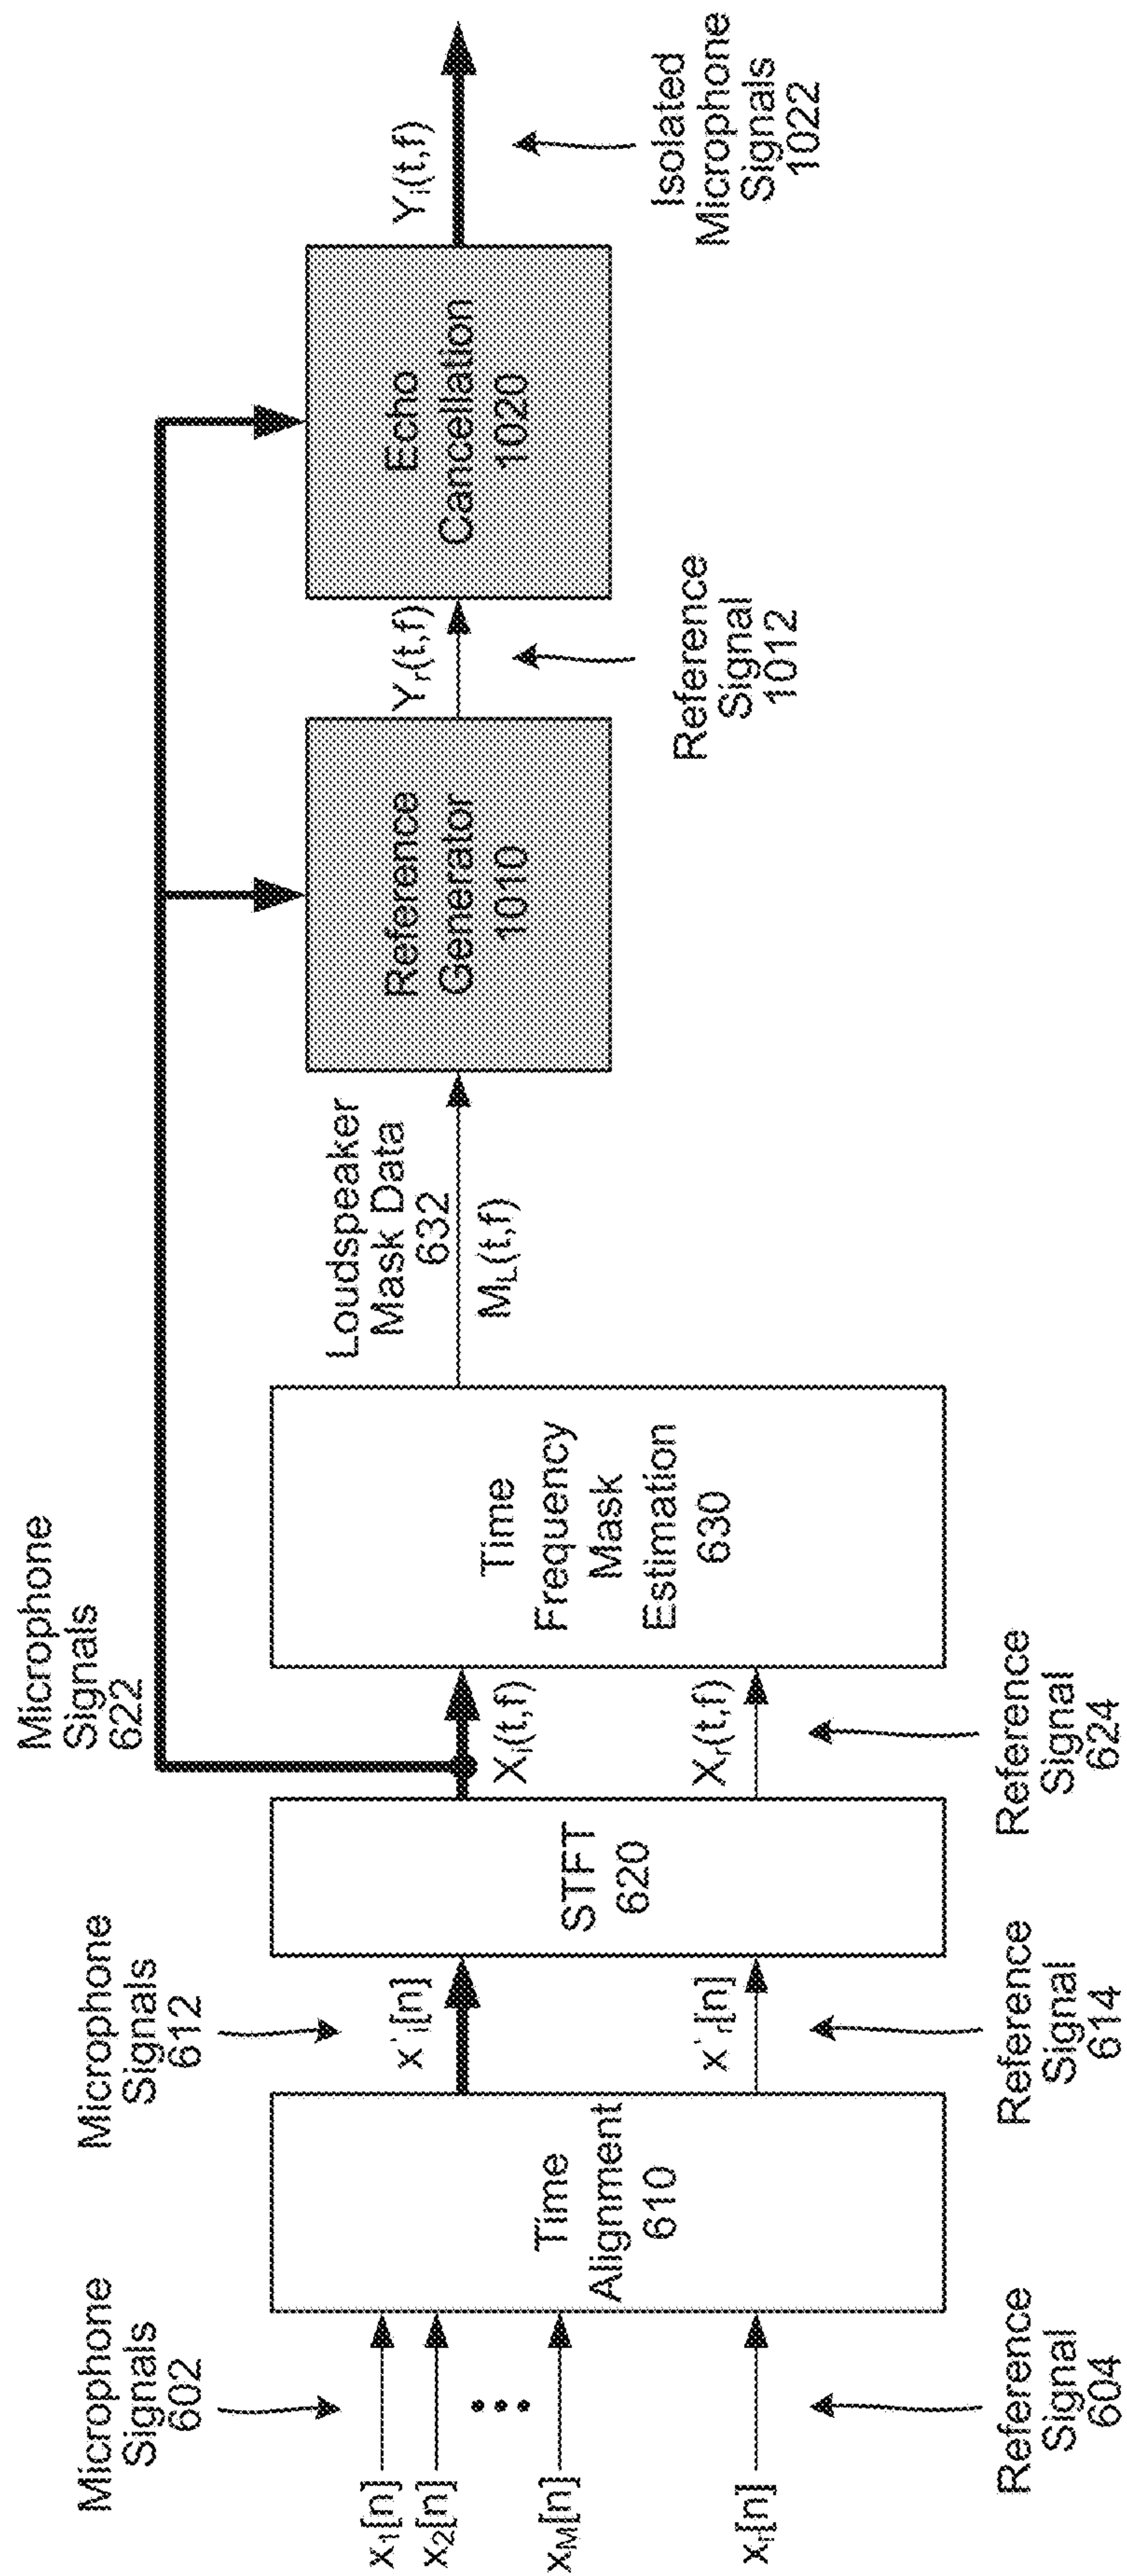 Microphone
Signals
602
x1[n]
x2[n]
xM[n]
xr[n]
Reference
Signal
604
Time
Alignment
610
Microphone
Signals
612
x'i[n]
x'r[n]
Reference
Signal
614
STFT
620
Microphone
Signals
622
Xi(t,f)
Xr(t,f)
Reference
Signal
624
Time
Frequency
Mask
Estimation
630
Loudspeaker
Mask Data
632
ML(t,f)
Reference
Generator
1010
Yr(t,f)
Reference
Signal
1012
Echo
Cancellation
1020
Yi(t,f)
Isolated
Microphone
Signals
1022